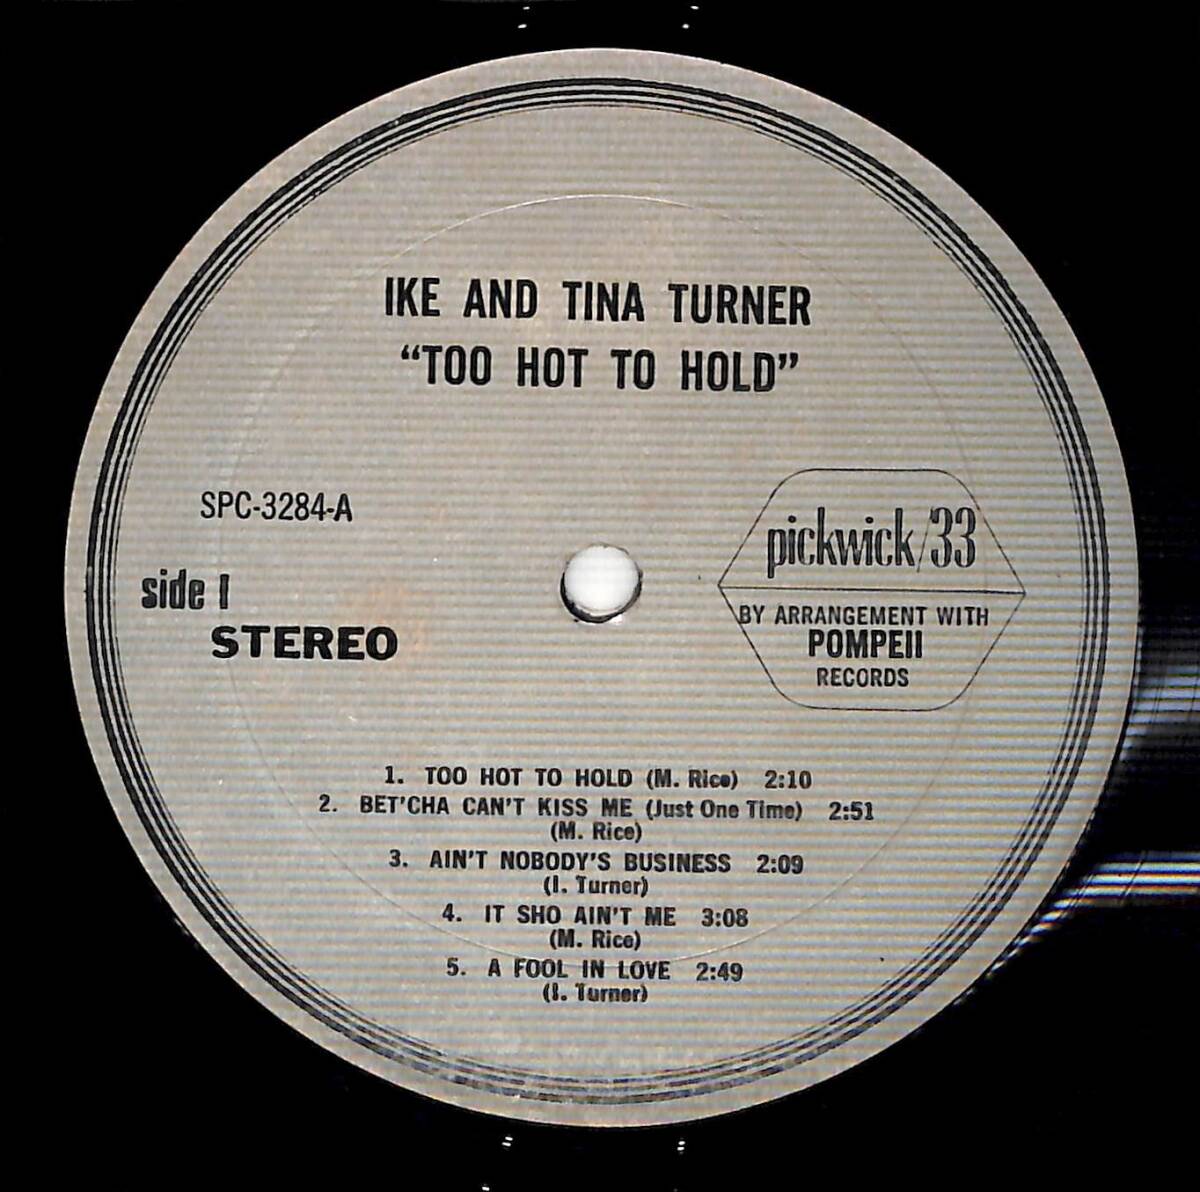 IKE AND TINA TURNER
“TOO HOT TO HOLD”
SPC-3284-A
side 1
STEREO
pickwick/33
BY ARRANGEMENT WITH
POMPEII
RECORDS
1. TOO HOT TO HOLD (M. Rice) 2:10
2. BET'CHA CAN'T KISS ME (Just One Time) 2:51
(M. Rice)
3. AIN'T NOBODY'S BUSINESS 2:09
(I. Turner)
4. IT SHO AIN'T ME 3:08
(M. Rice)
5. A FOOL IN LOVE 2:49
(I. Turner)